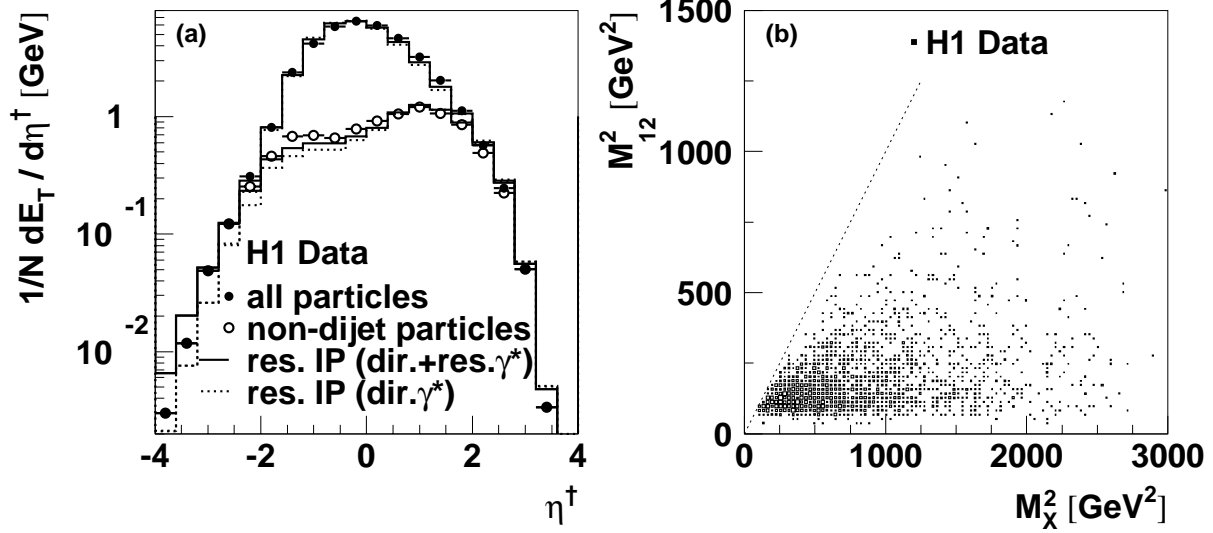 (a)
1/N dE_T / dη† [GeV]
1
10 -1
10 -2
H1 Data
all particles
non-dijet particles
res. IP (dir.+res.γ*)
res. IP (dir.γ*)
-4 -2 0 2 4
η†
(b)
H1 Data
M²₁₂ [GeV²]
1500
1000
500
0
0 1000 2000 3000
M_X² [GeV²]